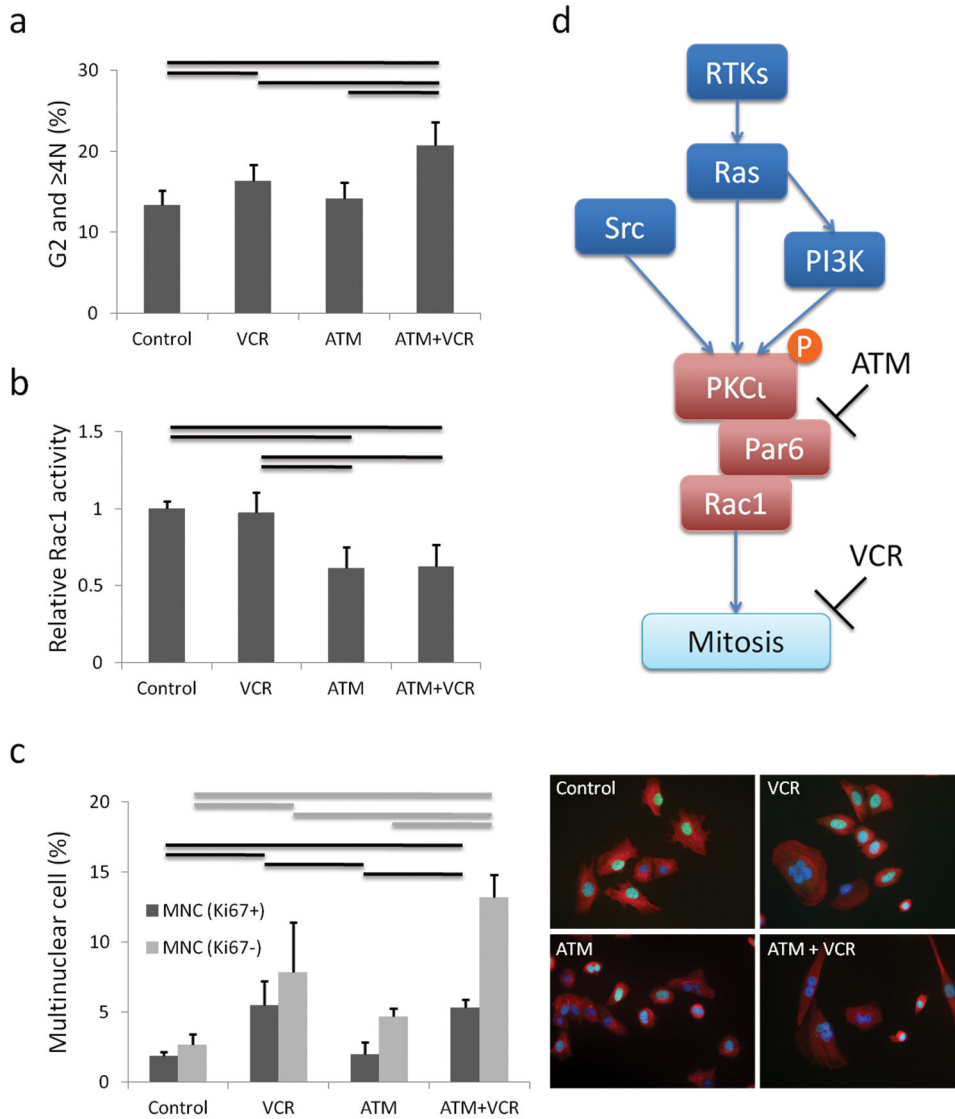 a
30
20
10
0
G2 and ≥4N (%)
Control
VCR
ATM
ATM+VCR
b
1.5
1
0.5
0
Relative Rac1 activity
Control
VCR
ATM
ATM+VCR
c
20
15
10
5
0
Multinuclear cell (%)
MNC (Ki67+)
MNC (Ki67-)
Control
VCR
ATM
ATM+VCR
d
RTKs
Ras
Src
PI3K
P
PKCι
ATM
Par6
Rac1
VCR
Mitosis
Control
VCR
ATM
ATM + VCR